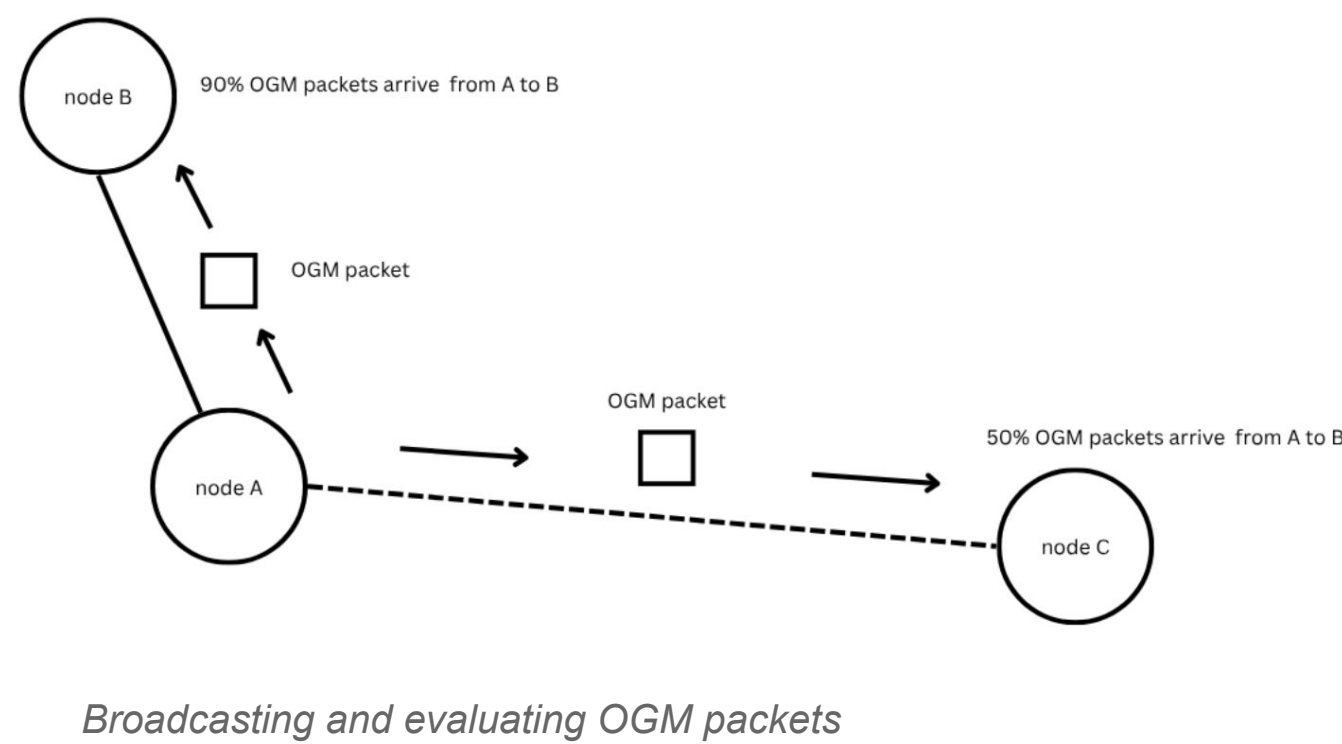 node B
90% OGM packets arrive from A to B
OGM packet
OGM packet
50% OGM packets arrive from A to B
node A
node C
Broadcasting and evaluating OGM packets